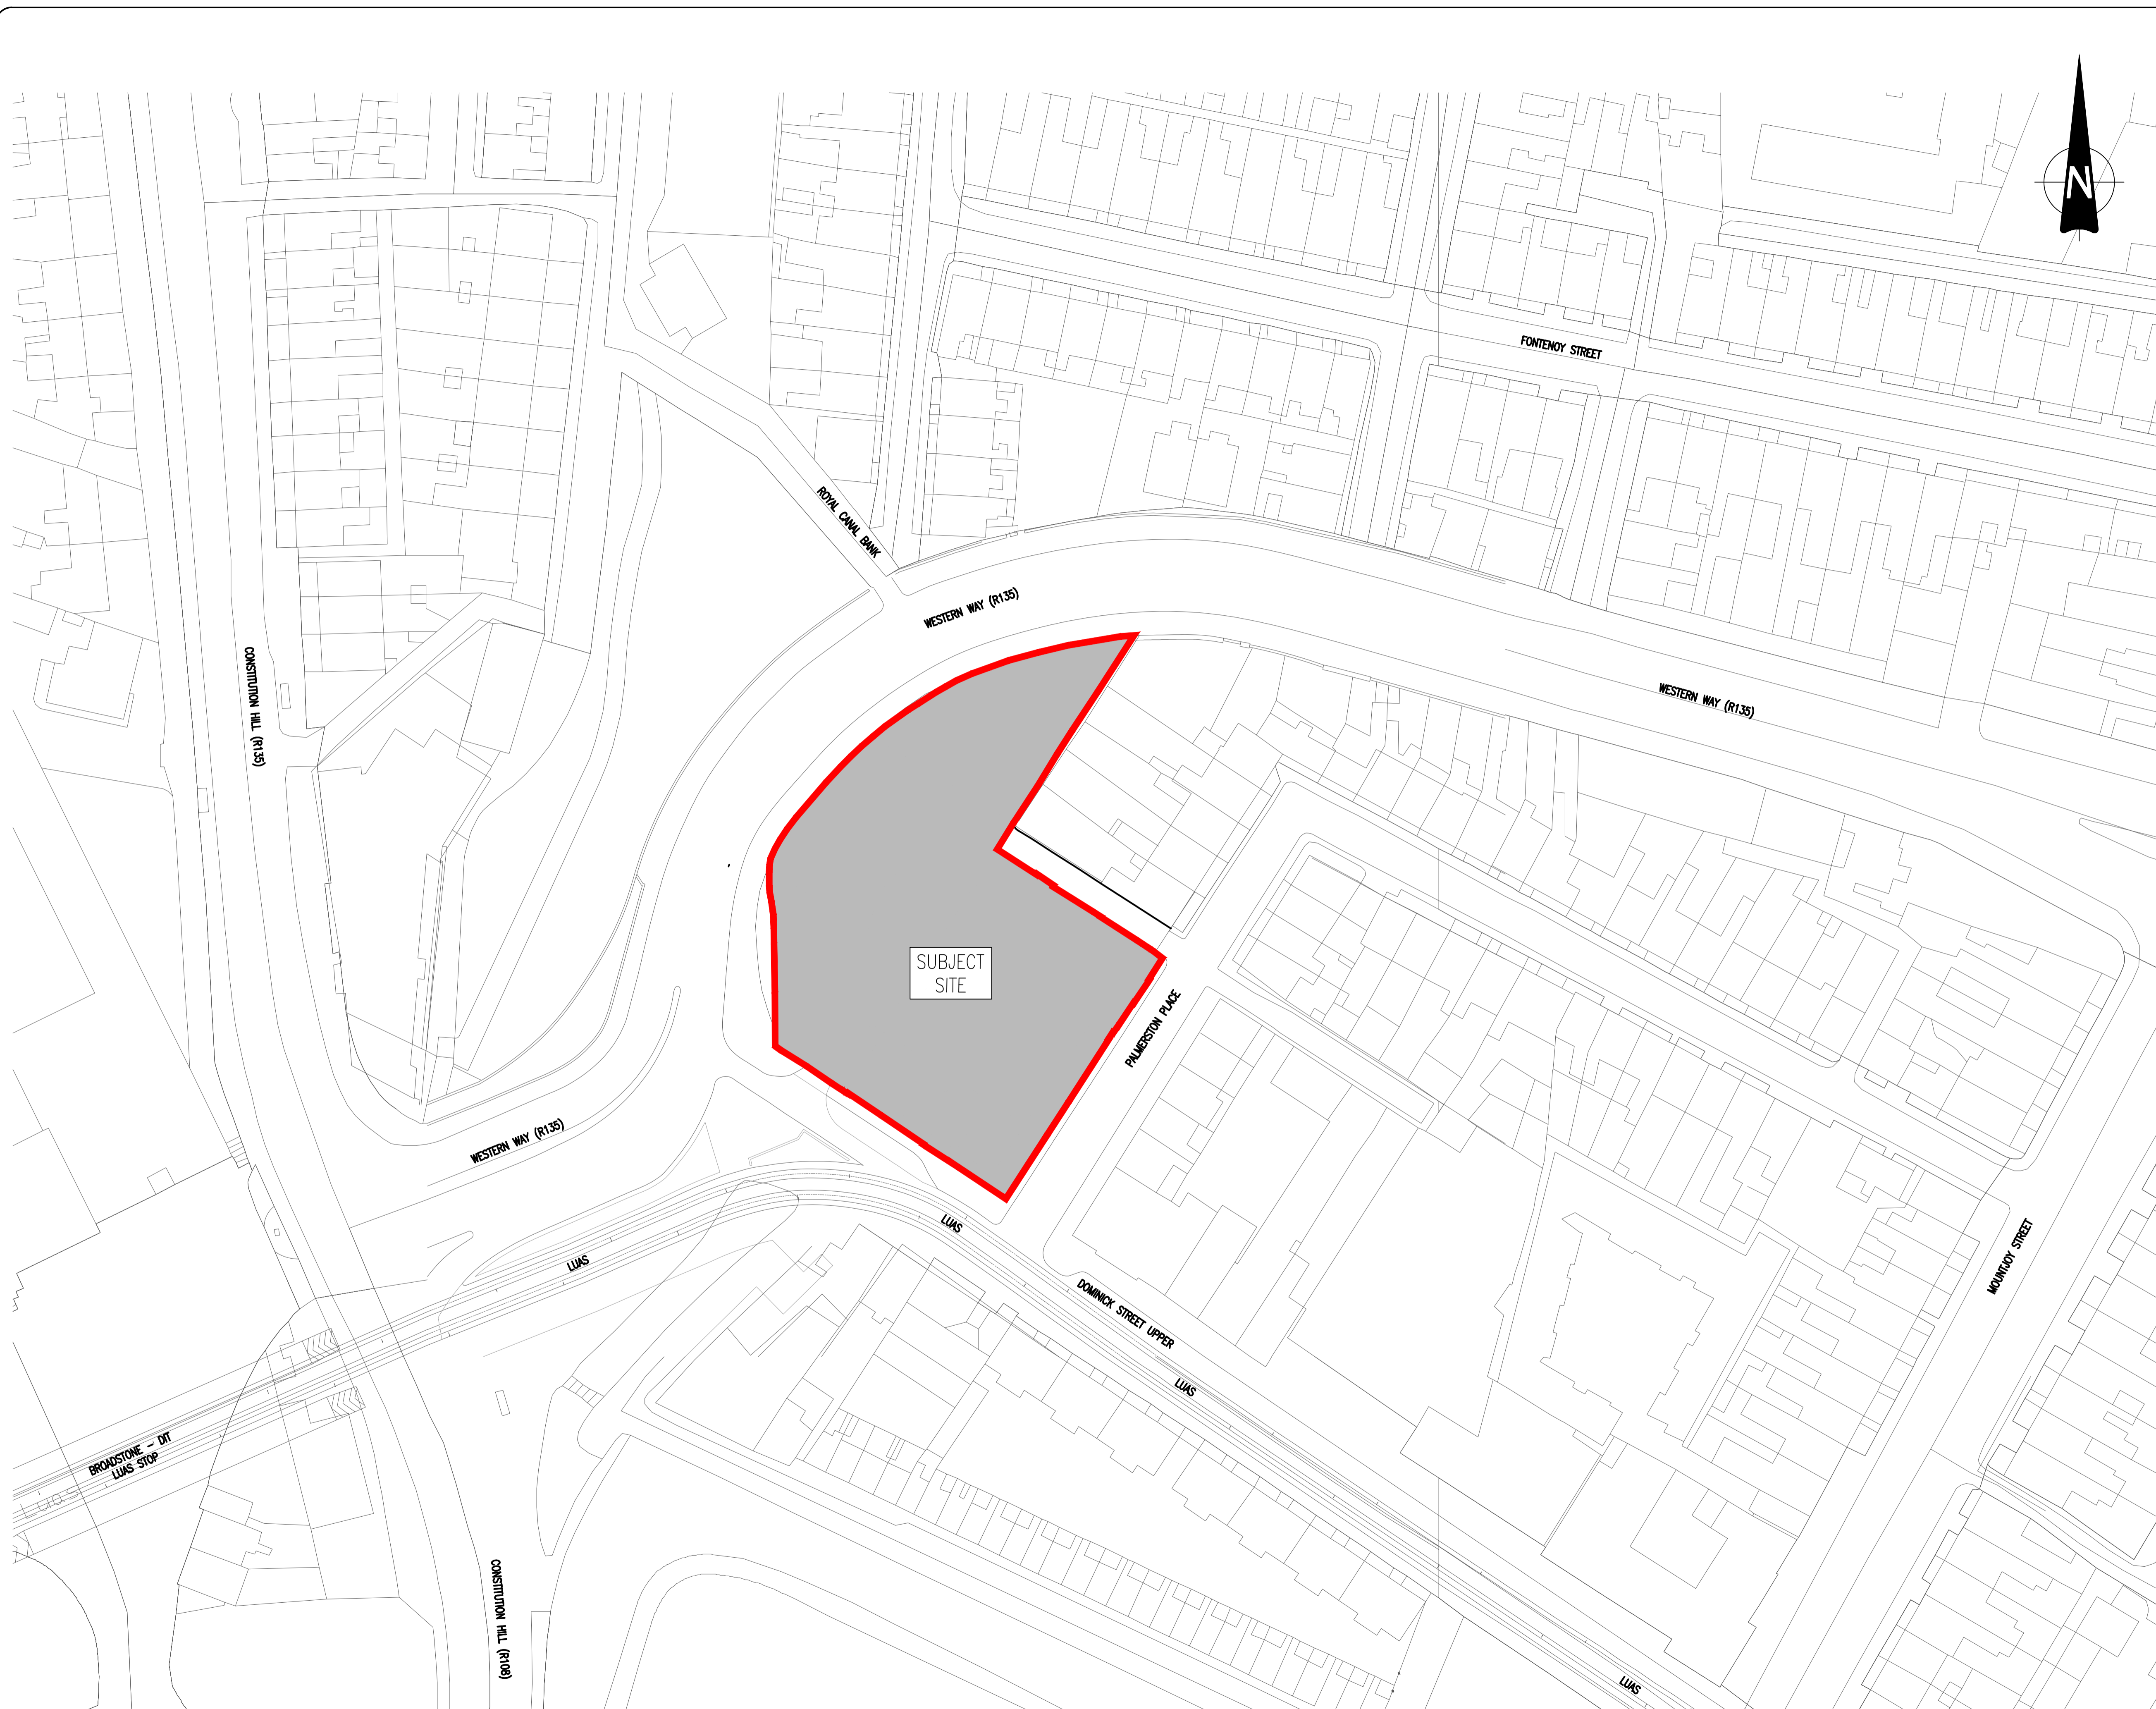 N
FONTENOY STREET
ROYAL CANAL BANK
WESTERN WAY (R135)
CONSTITUTION HILL (R135)
WESTERN WAY (R135)
SUBJECT
SITE
PALMERSTON PLACE
WESTERN WAY (R135)
LUAS
LUAS
MOUNTJOY STREET
DOMINICK STREET UPPER
LUAS
BROADSTONE - DIT
LUAS STOP
Luas
CONSTITUTION HILL (R108)
LUAS